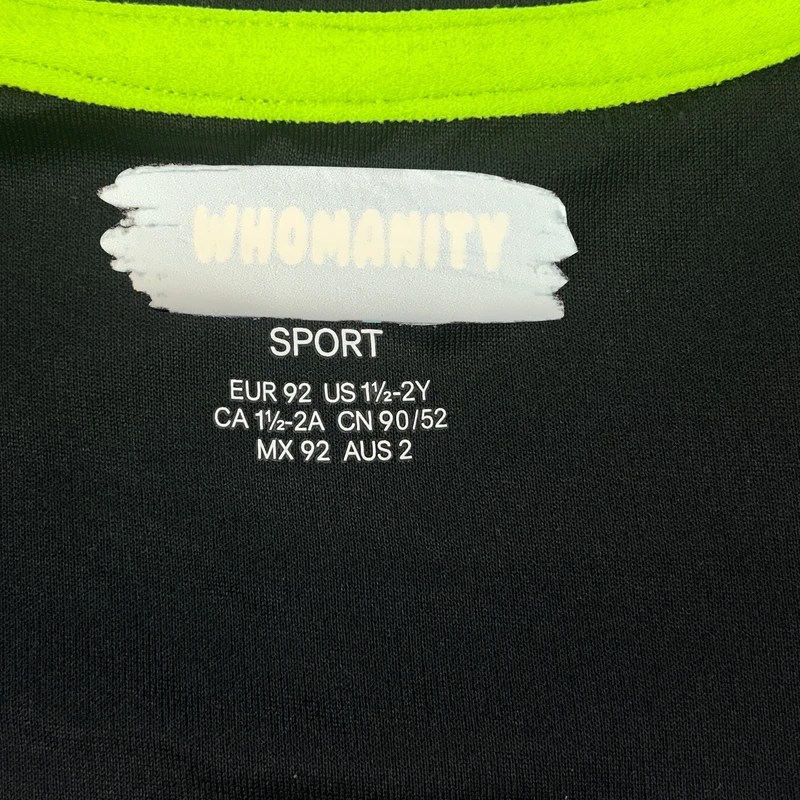 WHOMANITY
SPORT
EUR 92 US 1½-2Y
CA 1½-2A CN 90/52
MX 92 AUS 2